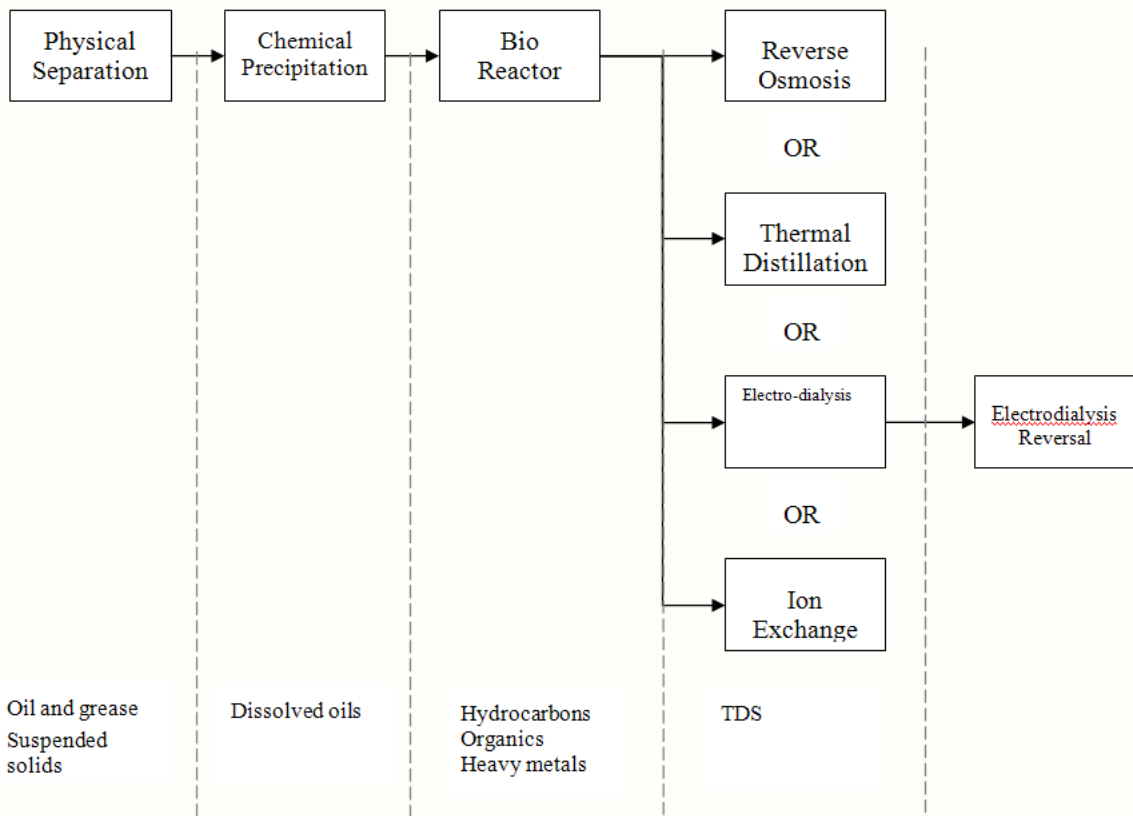 Physical
Separation
Chemical
Precipitation
Bio
Reactor
Reverse
Osmosis
OR
Thermal
Distillation
OR
Electro-dialysis
Electrodialysis
Reversal
OR
Ion
Exchange
Oil and grease
Suspended
solids
Dissolved oils
Hydrocarbons
Organics
Heavy metals
TDS